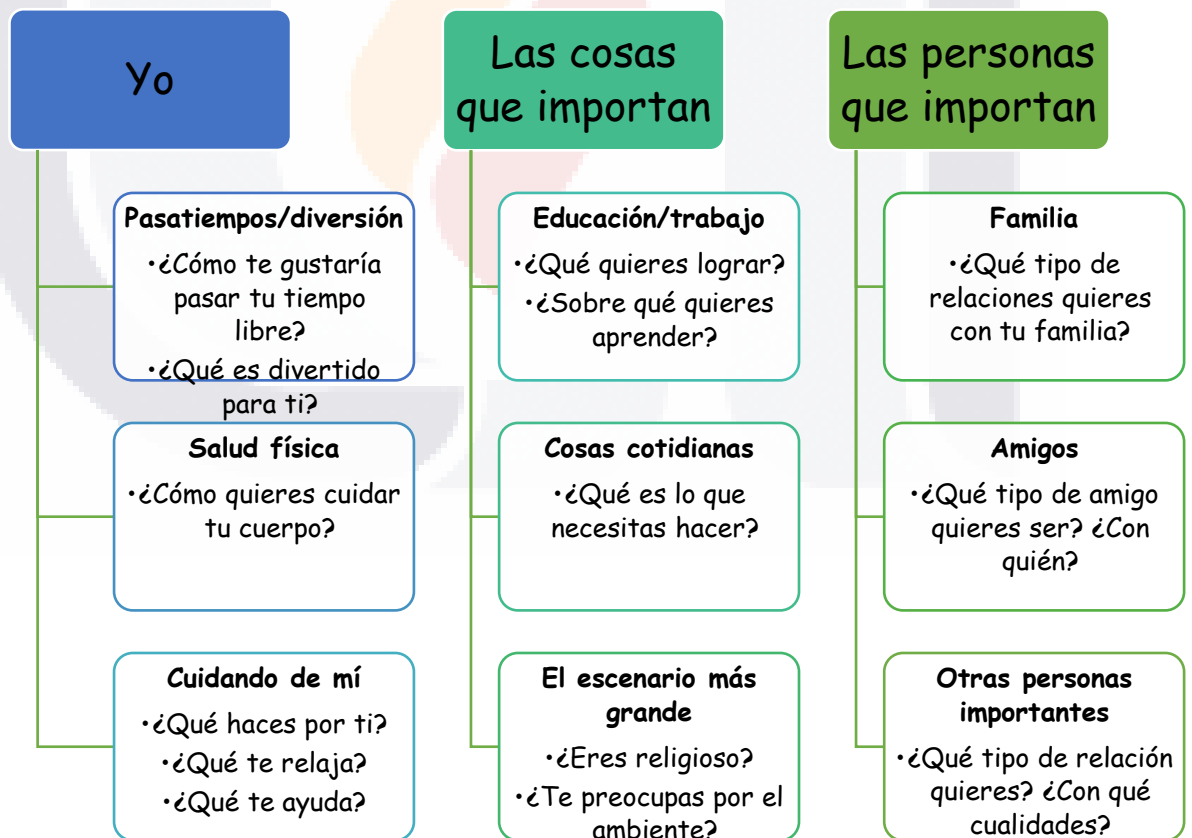 Yo
Pasatiempos/diversión
•¿Cómo te gustaría
pasar tu tiempo
libre?
•¿Qué es divertido
para ti?
Salud física
•¿Cómo quieres cuidar
tu cuerpo?
Cuidando de mí
•¿Qué haces por ti?
•¿Qué te relaja?
•¿Qué te ayuda?
Las cosas
que importan
Educación/trabajo
•¿Qué quieres lograr?
•¿Sobre qué quieres
aprender?
Cosas cotidianas
•¿Qué es lo que
necesitas hacer?
El escenario más
grande
•¿Eres religioso?
•¿Te preocupas por el
ambiente?
Las personas
que importan
Familia
•¿Qué tipo de
relaciones quieres
con tu familia?
Amigos
•¿Qué tipo de amigo
quieres ser? ¿Con
quién?
Otras personas
importantes
•¿Qué tipo de relación
quieres? ¿Con qué
cualidades?